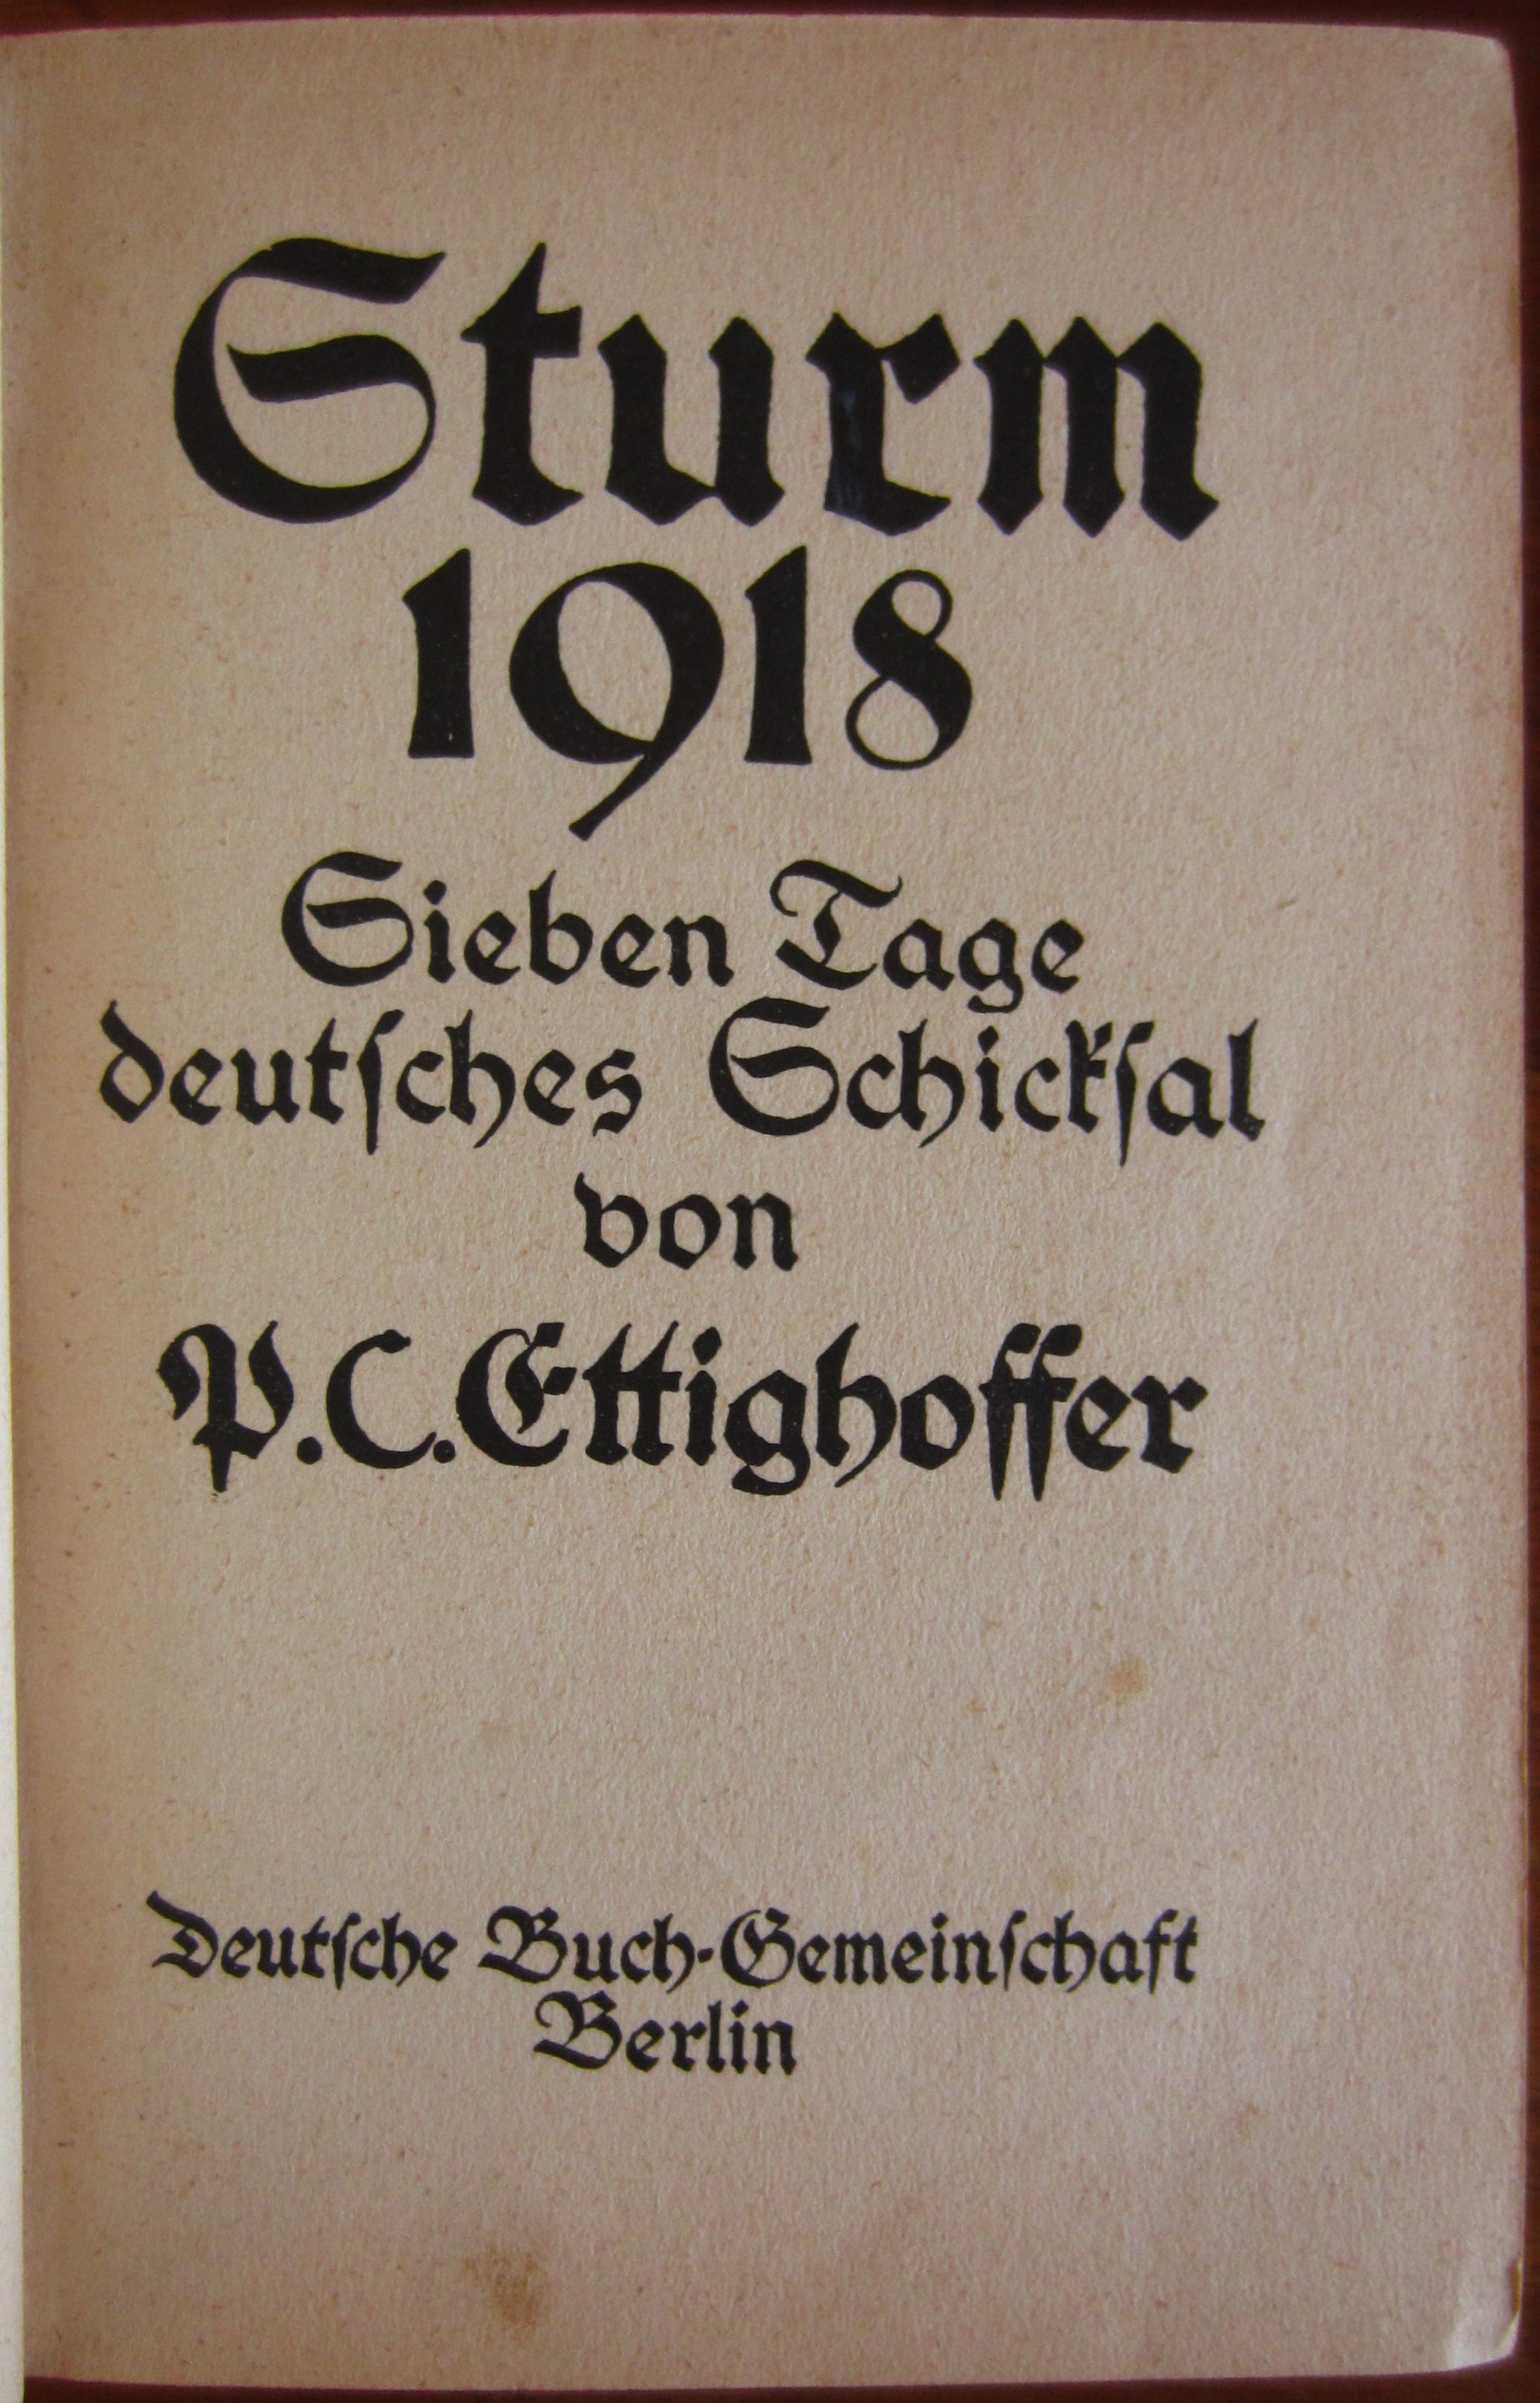 Sturm
1918
Sieben Tage
deutſches Schickſal
von
P.C.Ettighoffer
Deutſche Buch-Gemeinſchaft
Berlin